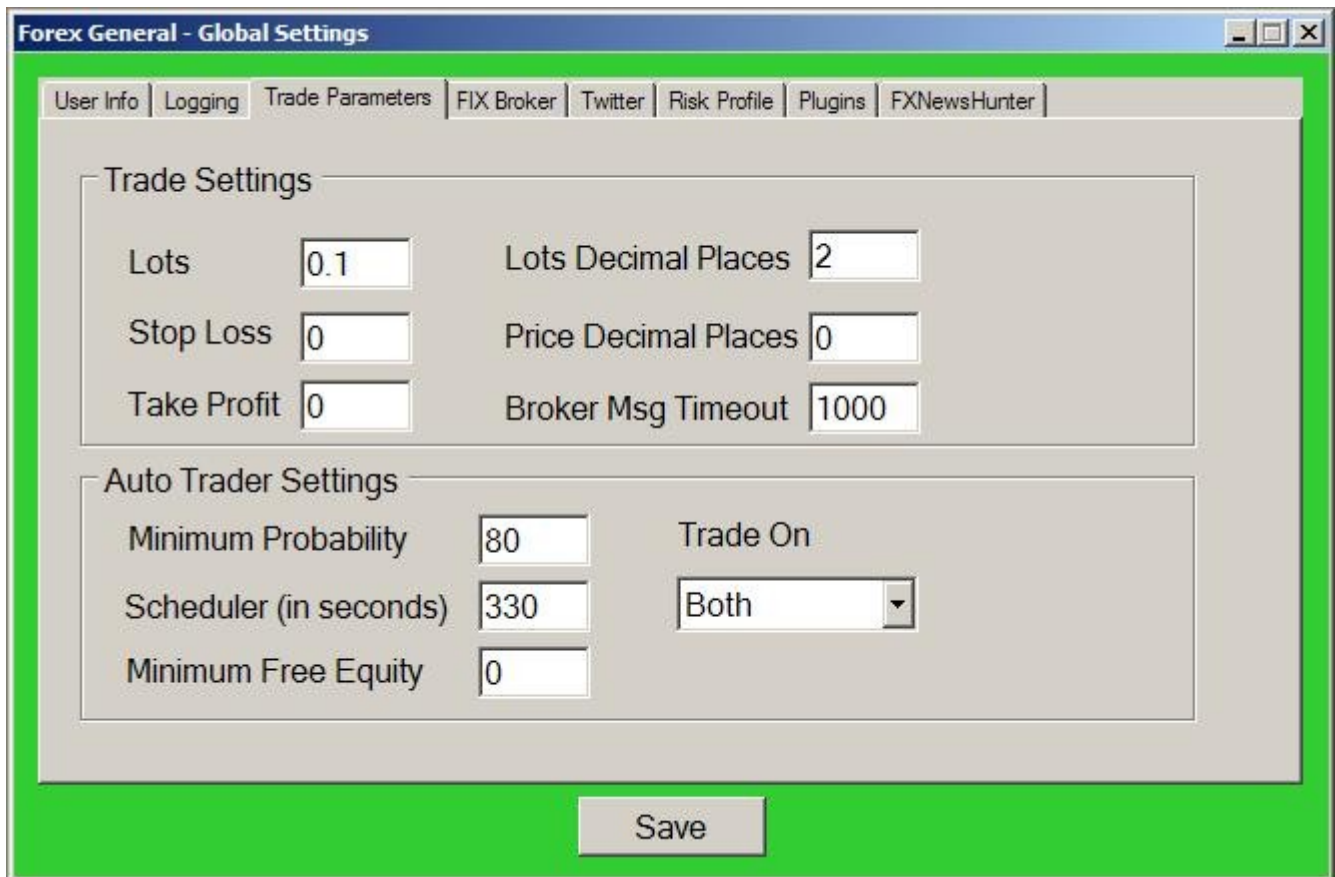 Forex General - Global Settings
User Info Logging Trade Parameters FIX Broker Twitter Risk Profile Plugins FXNewsHunter
Trade Settings
Lots 0.1 Lots Decimal Places 2
Stop Loss 0 Price Decimal Places 0
Take Profit 0 Broker Msg Timeout 1000
Auto Trader Settings
Minimum Probability 80 Trade On
Scheduler (in seconds) 330 Both
Minimum Free Equity 0
Save